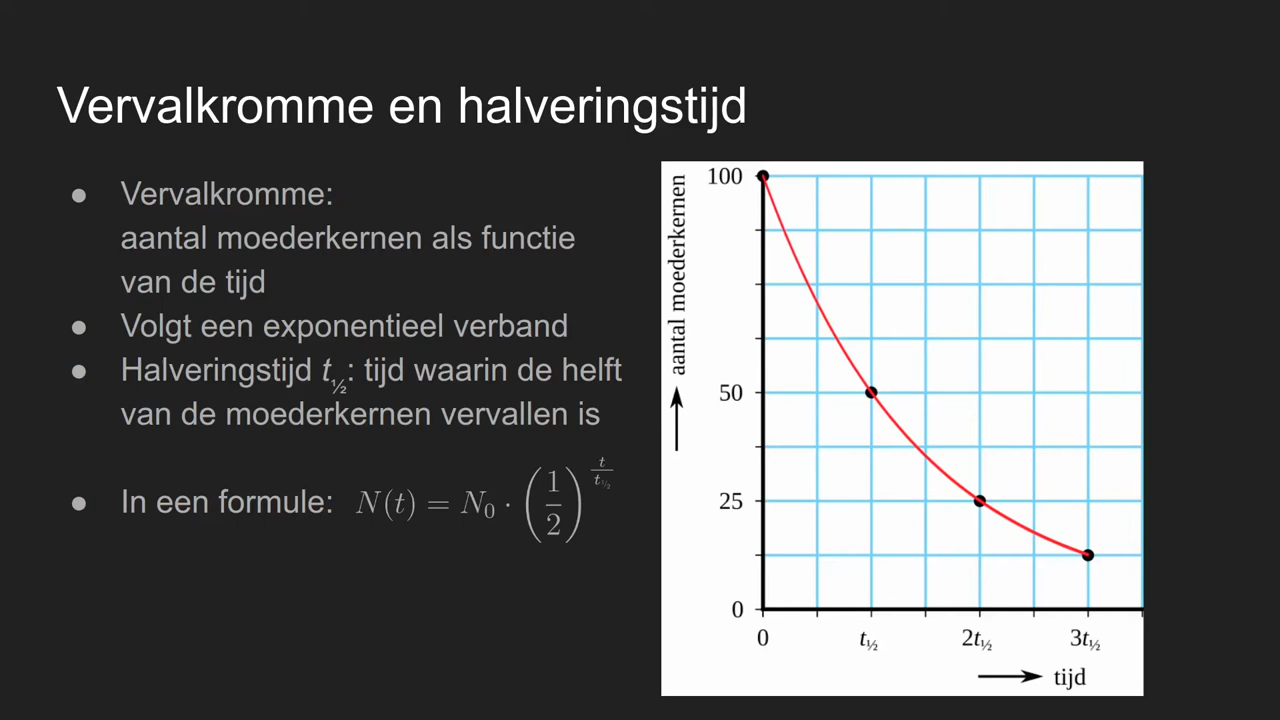 Vervalkromme en halveringstijd
● Vervalkromme:
aantal moederkernen als functie
van de tijd
● Volgt een exponentieel verband
● Halveringstijd t½: tijd waarin de helft
van de moederkernen vervallen is
● In een formule: N(t) = N₀ · (1/2)^(t/t½)
aantal moederkernen
100
50
25
0
0 t½ 2t½ 3t½
tijd